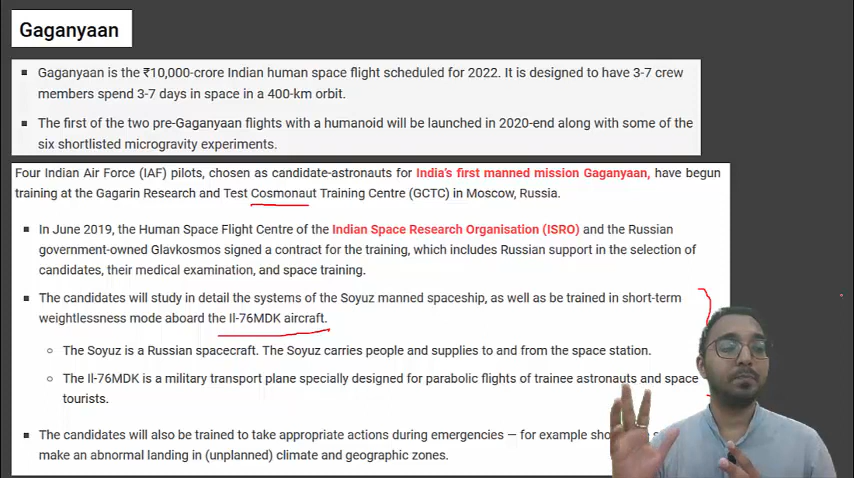 Gaganyaan
Gaganyaan is the ₹10,000-crore Indian human space flight scheduled for 2022. It is designed to have 3-7 crew
members spend 3-7 days in space in a 400-km orbit.
The first of the two pre-Gaganyaan flights with a humanoid will be launched in 2020-end along with some of the
six shortlisted microgravity experiments.
Four Indian Air Force (IAF) pilots, chosen as candidate-astronauts for India's first manned mission Gaganyaan, have begun
training at the Gagarin Research and Test Cosmonaut Training Centre (GCTC) in Moscow, Russia.
In June 2019, the Human Space Flight Centre of the Indian Space Research Organisation (ISRO) and the Russian
government-owned Glavkosmos signed a contract for the training, which includes Russian support in the selection of
candidates, their medical examination, and space training.
The candidates will study in detail the systems of the Soyuz manned spaceship, as well as be trained in short-term
weightlessness mode aboard the Il-76MDK aircraft.
The Soyuz is a Russian spacecraft. The Soyuz carries people and supplies to and from the space station.
The Il-76MDK is a military transport plane specially designed for parabolic flights of trainee astronauts and space
tourists.
The candidates will also be trained to take appropriate actions during emergencies — for example
make an abnormal landing in (unplanned) climate and geographic zones.